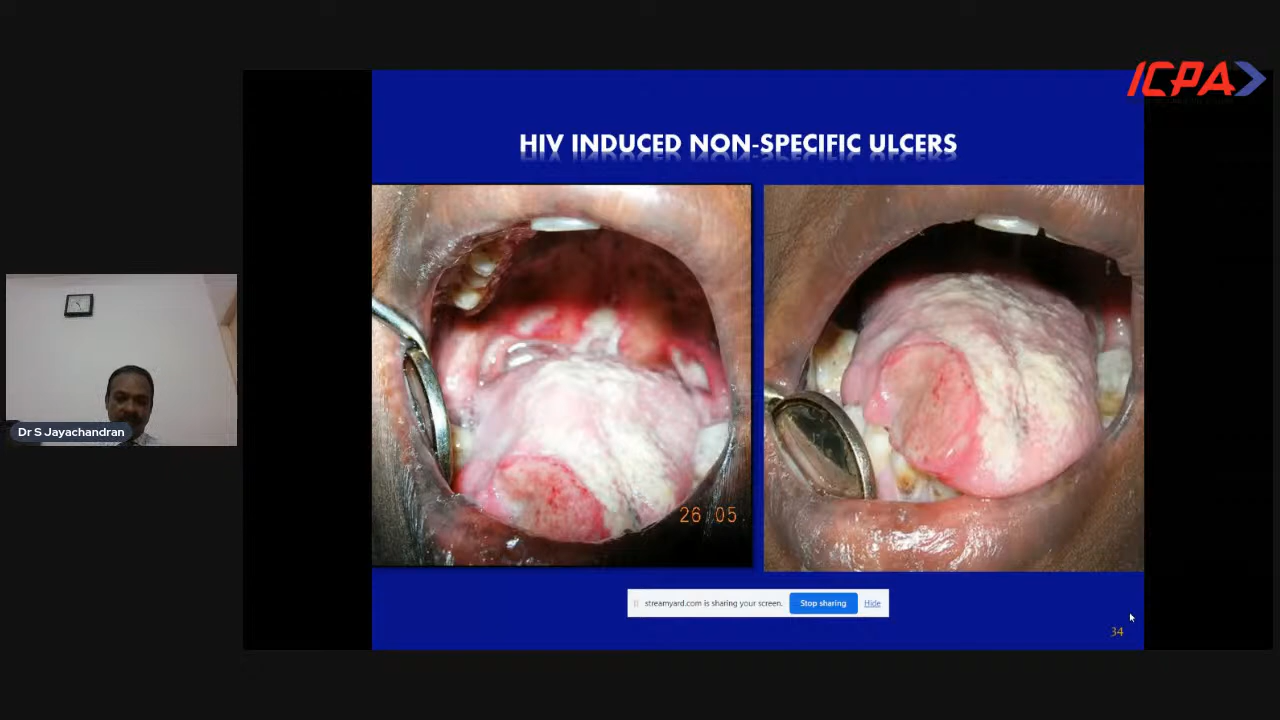 ICPA
HIV INDUCED NON-SPECIFIC ULCERS
Dr S Jayachandran
26 05.
streamyard.com is sharing your screen.
Stop sharing
Hide
34